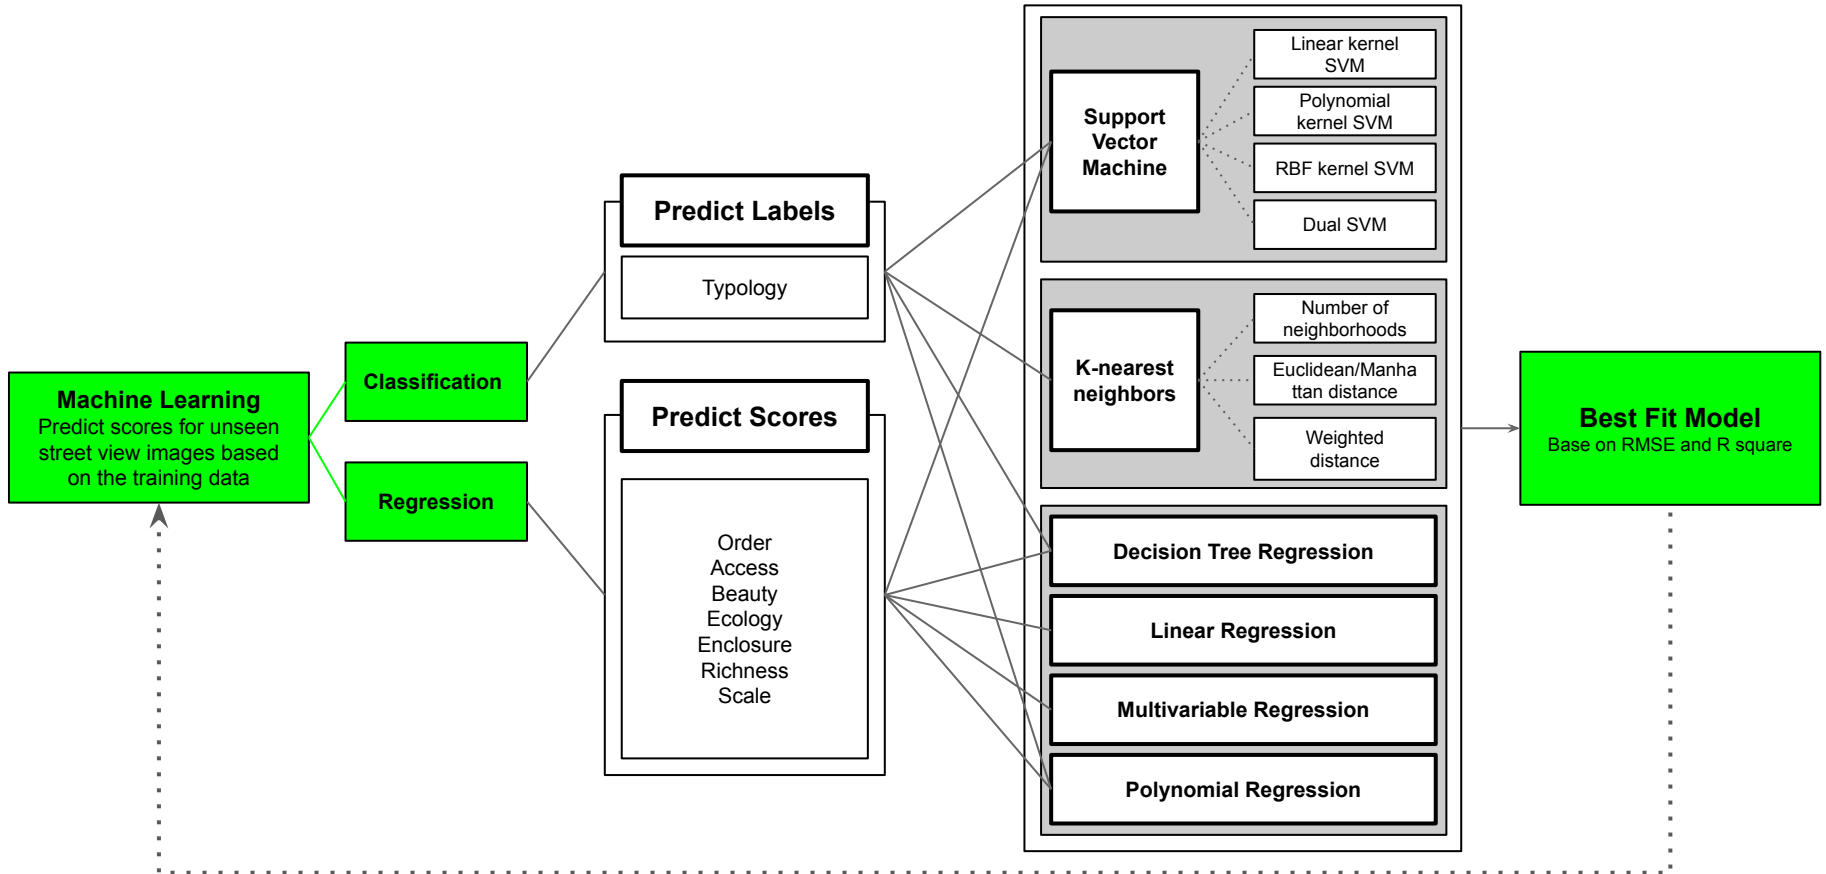 Machine Learning
Predict scores for unseen
street view images based
on the training data
Classification
Regression
Predict Labels
Typology
Predict Scores
Order
Access
Beauty
Ecology
Enclosure
Richness
Scale
Support
Vector
Machine
Linear kernel
SVM
Polynomial
kernel SVM
RBF kernel SVM
Dual SVM
K-nearest
neighbors
Number of
neighborhoods
Euclidean/Manha
ttan distance
Weighted
distance
Decision Tree Regression
Linear Regression
Multivariable Regression
Polynomial Regression
Best Fit Model
Base on RMSE and R square